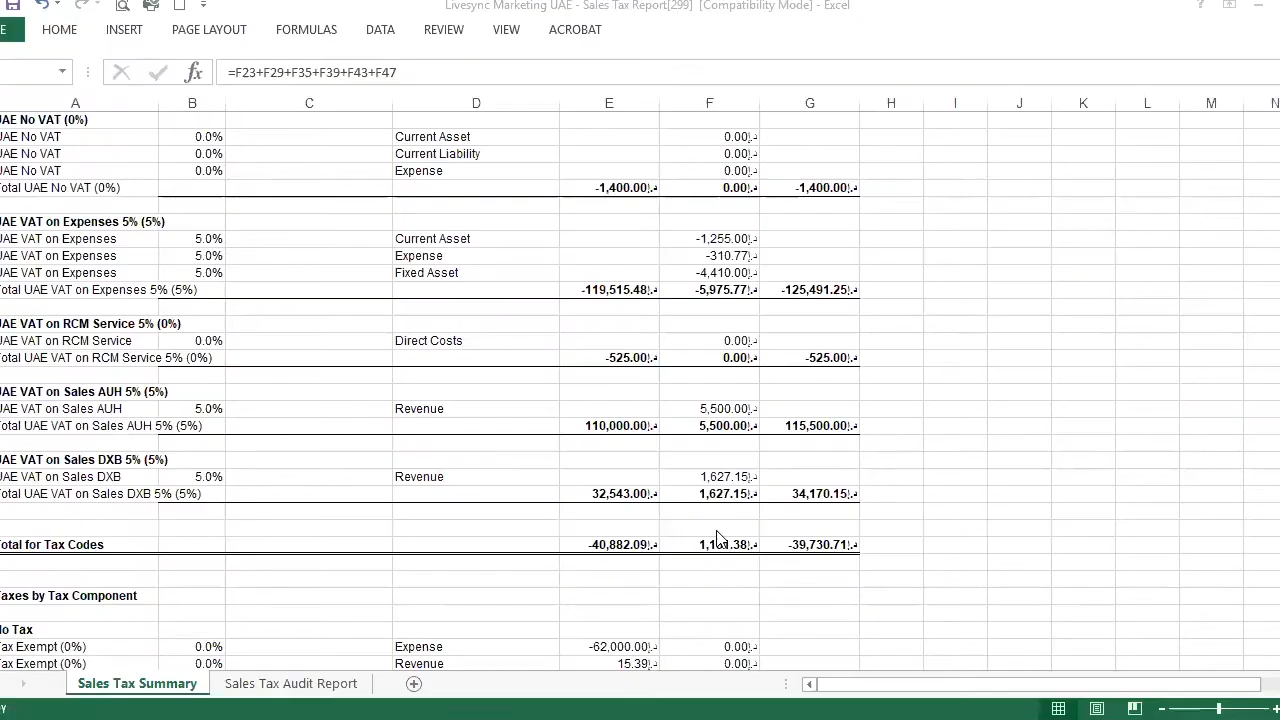 Livesync Marketing UAE - Sales Tax Report[299] [Compatibility Mode] - Excel
HOME INSERT PAGE LAYOUT FORMULAS DATA REVIEW VIEW ACROBAT
fx =F23+F29+F35+F39+F43+F47
A B C D E F G H I J K L M N
UAE No VAT (0%)
UAE No VAT 0.0% Current Asset 0.00
UAE No VAT 0.0% Current Liability 0.00
UAE No VAT 0.0% Expense 0.00
Total UAE No VAT (0%) -1,400.00 0.00 -1,400.00
UAE VAT on Expenses 5% (5%)
UAE VAT on Expenses 5.0% Current Asset -1,255.00
UAE VAT on Expenses 5.0% Expense -310.77
UAE VAT on Expenses 5.0% Fixed Asset -4,410.00
Total UAE VAT on Expenses 5% (5%) -119,515.48 -5,975.77 -125,491.25
UAE VAT on RCM Service 5% (0%)
UAE VAT on RCM Service 0.0% Direct Costs 0.00
Total UAE VAT on RCM Service 5% (0%) -525.00 0.00 -525.00
UAE VAT on Sales AUH 5% (5%)
UAE VAT on Sales AUH 5.0% Revenue 5,500.00
Total UAE VAT on Sales AUH 5% (5%) 110,000.00 5,500.00 115,500.00
UAE VAT on Sales DXB 5% (5%)
UAE VAT on Sales DXB 5.0% Revenue 1,627.15
Total UAE VAT on Sales DXB 5% (5%) 32,543.00 1,627.15 34,170.15
Total for Tax Codes -40,882.09 -39,730.71
Taxes by Tax Component
No Tax
Tax Exempt (0%) 0.0% Expense -62,000.00 0.00
Tax Exempt (0%) 0.0% Revenue 15.39 0.00
Sales Tax Summary Sales Tax Audit Report